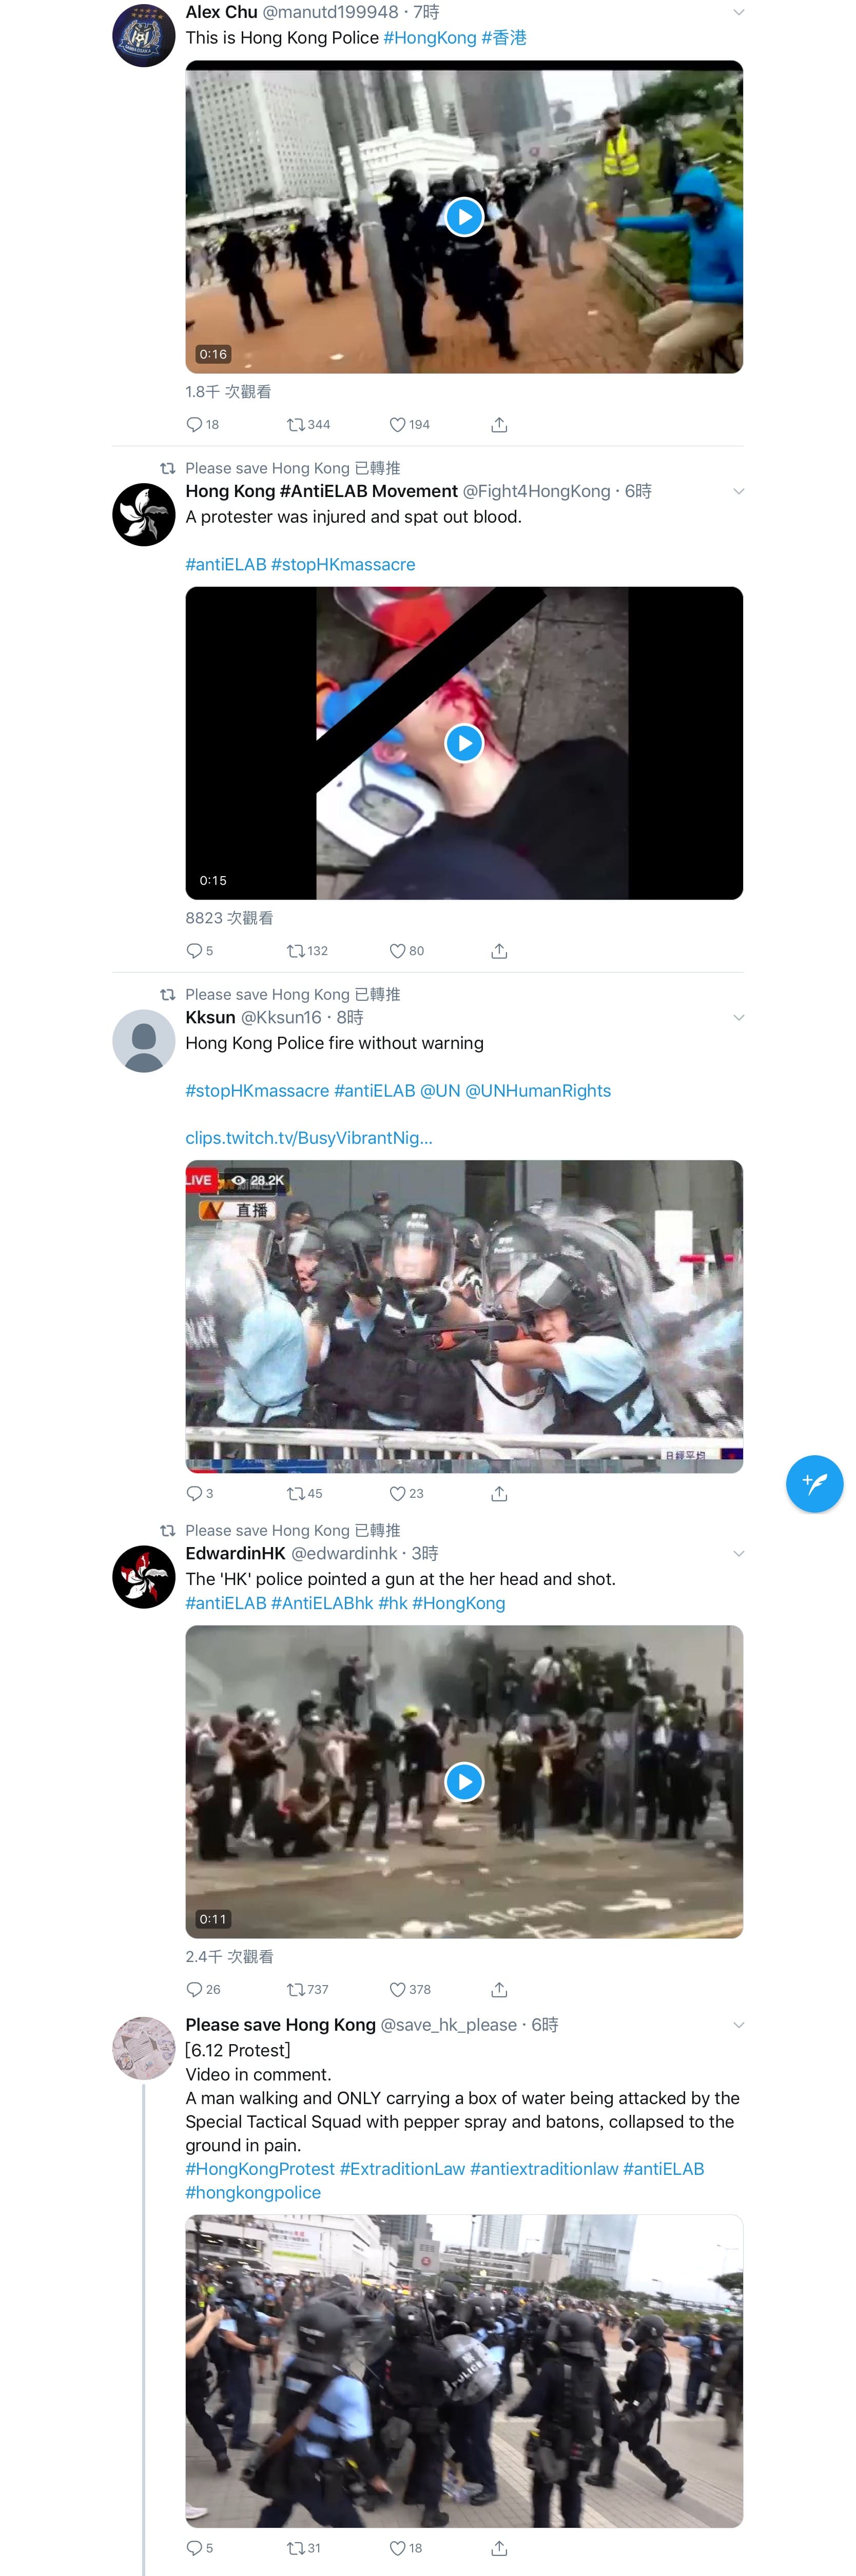 Alex Chu @manutd199948 · 7時
This is Hong Kong Police #HongKong #香港
0:16
1.8千 次觀看
18 344 194
Please save Hong Kong 已轉推
Hong Kong #AntiELAB Movement @Fight4HongKong · 6時
A protester was injured and spat out blood.
#antiELAB #stopHKmassacre
0:15
8823 次觀看
5 132 80
Please save Hong Kong 已轉推
Kksun @Kksun16 · 8時
Hong Kong Police fire without warning
#stopHKmassacre #antiELAB @UN @UNHumanRights
clips.twitch.tv/BusyVibrantNig...
LIVE 28.2K
直播
日經平均
3 45 23
Please save Hong Kong 已轉推
EdwardinHK @edwardinhk · 3時
The 'HK' police pointed a gun at the her head and shot.
#antiELAB #AntiELABhk #hk #HongKong
0:11
2.4千 次觀看
26 737 378
Please save Hong Kong @save_hk_please · 6時
[6.12 Protest]
Video in comment.
A man walking and ONLY carrying a box of water being attacked by the
Special Tactical Squad with pepper spray and batons, collapsed to the
ground in pain.
#HongKongProtest #ExtraditionLaw #antiextraditionlaw #antiELAB
#hongkongpolice
POLICE
5 31 18